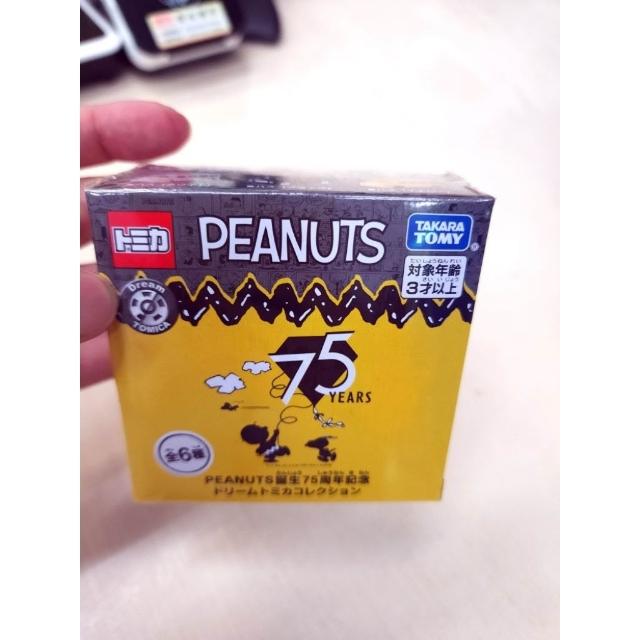 トミカ
PEANUTS
TAKARA
TOMY
たいしょうねんれい
対象年齢
さいいじょう
3才以上
Dream
TOMICA
75
YEARS
全6種
たんじょう しゅうねん き ねん
PEANUTS誕生75周年記念
ドリームトミカコレクション